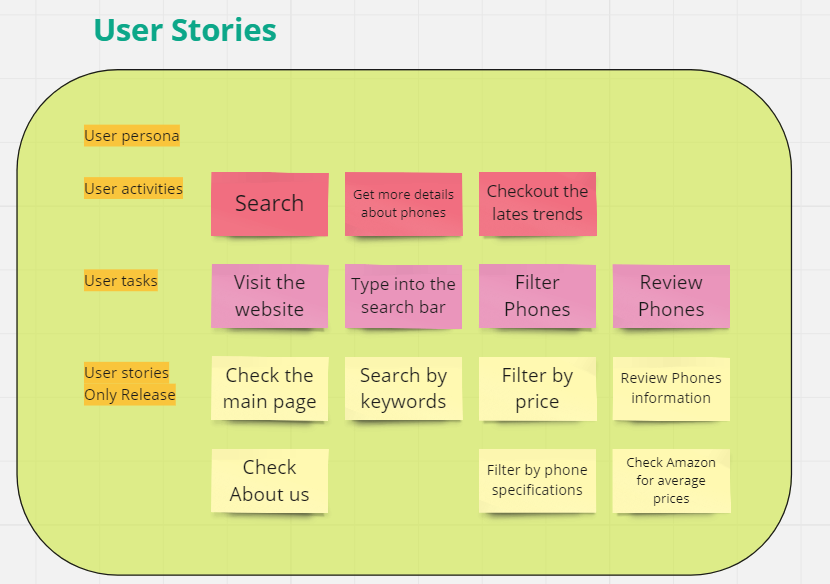 User Stories
User persona
User activities
Search
Get more details
about phones
Checkout the
lates trends
User tasks
Visit the
website
Type into the
search bar
Filter
Phones
Review
Phones
User stories
Only Release
Check the
main page
Search by
keywords
Filter by
price
Review Phones
information
Check
About us
Filter by phone
specifications
Check Amazon
for average
prices